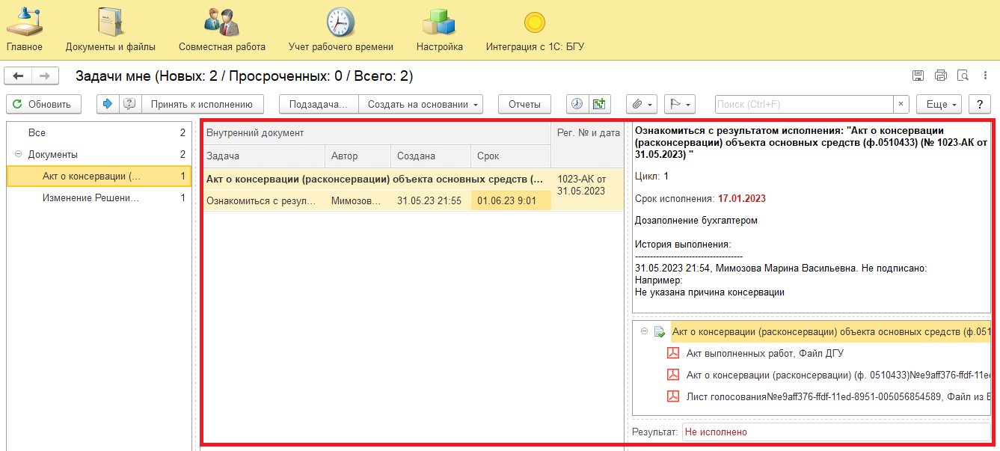 Главное Документы и файлы Совместная работа Учет рабочего времени Настройка Интеграция с 1С: БГУ
Задачи мне (Новых: 2 / Просроченных: 0 / Всего: 2)
Обновить Принять к исполнению Подзадача... Создать на основании Отчеты Поиск (Ctrl+F) × Еще ?
Все 2
Документы 2
Акт о консервации (... 1
Изменение Решени... 1
Внутренний документ Рег. № и дата
Задача Автор Создана Срок
Акт о консервации (расконсервации) объекта основных средств (... 1023-АК от
31.05.2023
Ознакомиться с резул... Мимозов... 31.05.23 21:55 01.06.23 9:01
Ознакомиться с результатом исполнения: "Акт о консервации
(расконсервации) объекта основных средств (ф.0510433) (№ 1023-АК от
31.05.2023) "
Цикл: 1
Срок исполнения: 17.01.2023
Дозаполнение бухгалтером
История выполнения:
------------------------------------
31.05.2023 21:54, Мимозова Марина Васильевна. Не подписано:
Например:
Не указана причина консервации
Акт о консервации (расконсервации) объекта основных средств (ф.051
Акт выполненных работ, Файл ДГУ
Акт о консервации (расконсервации) (ф. 0510433)№e9aff376-ffdf-11e
Лист голосования№e9aff376-ffdf-11ed-8951-005056854589, Файл из Б
Результат: Не исполнено